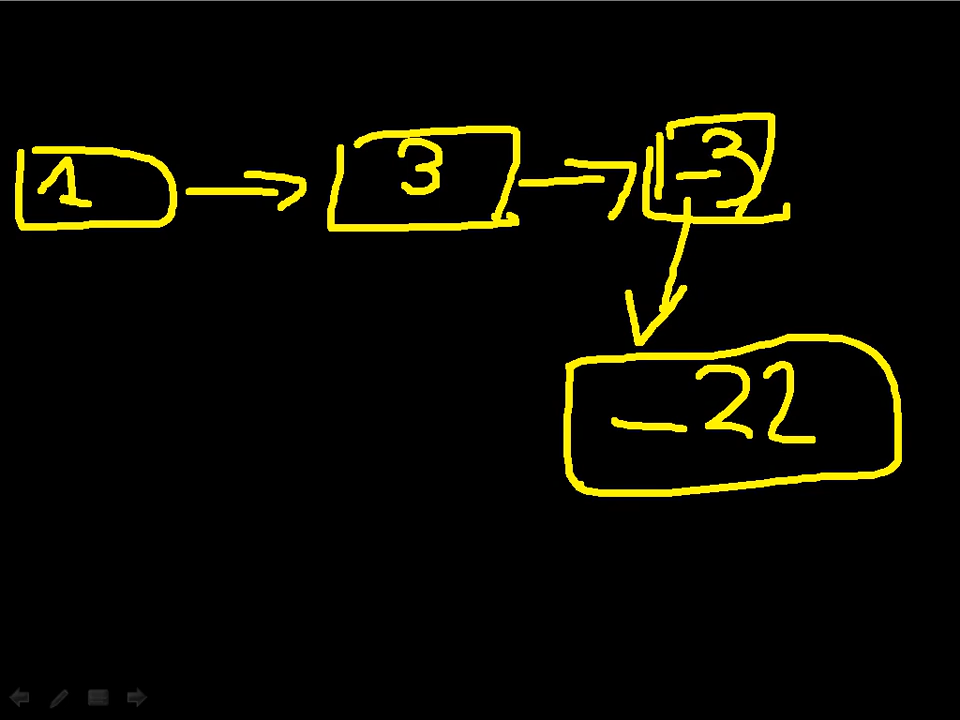 1 → 3 → -3
-22